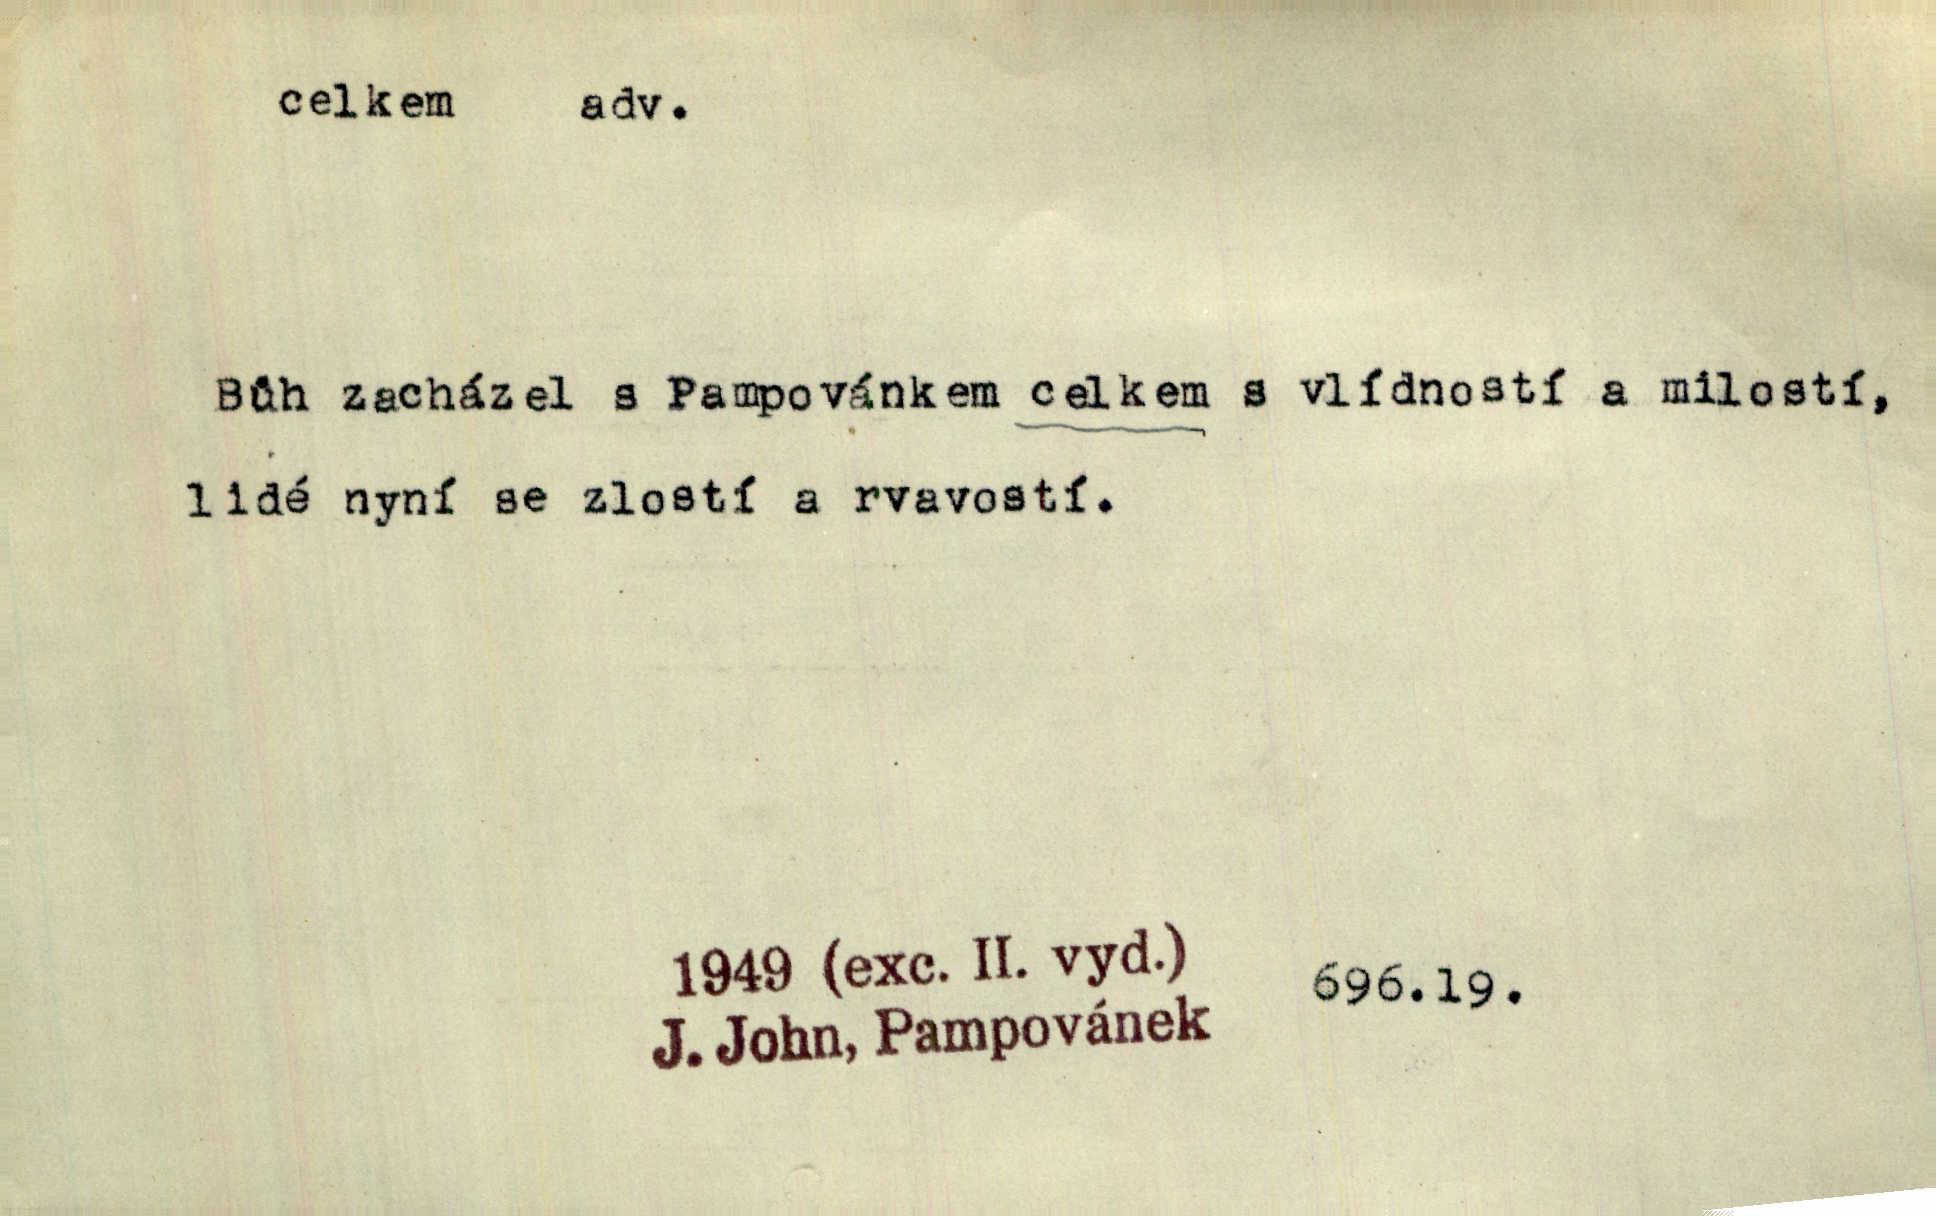 celkem adv.
Bůh zacházel s Pampovánkem celkem s vlídností a milostí,
lidé nyní se zlostí a rvavostí.
1949 (exc. II. vyd.)
J. John, Pampovánek
696.19.